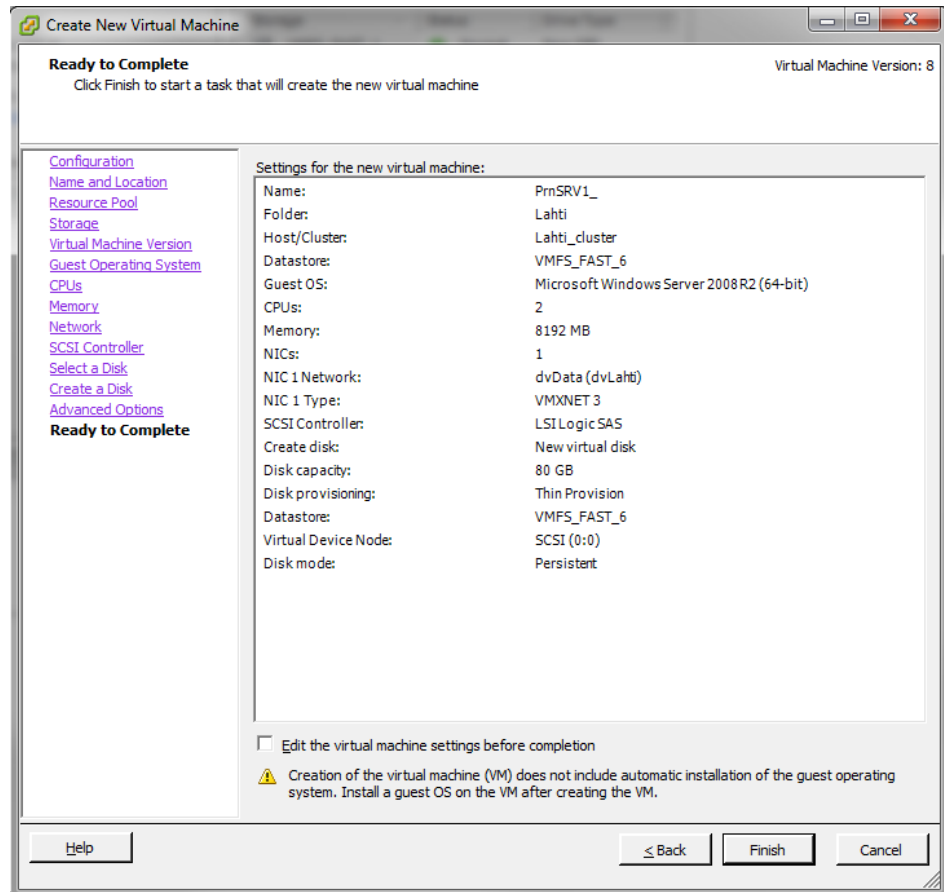 Create New Virtual Machine
Ready to Complete
Click Finish to start a task that will create the new virtual machine
Virtual Machine Version: 8
Configuration
Name and Location
Resource Pool
Storage
Virtual Machine Version
Guest Operating System
CPUs
Memory
Network
SCSI Controller
Select a Disk
Create a Disk
Advanced Options
Ready to Complete
Settings for the new virtual machine:
Name: PrnSRV1_
Folder: Lahti
Host/Cluster: Lahti_cluster
Datastore: VMFS_FAST_6
Guest OS: Microsoft Windows Server 2008 R2 (64-bit)
CPUs: 2
Memory: 8192 MB
NICs: 1
NIC 1 Network: dvData (dvLahti)
NIC 1 Type: VMXNET 3
SCSI Controller: LSI Logic SAS
Create disk: New virtual disk
Disk capacity: 80 GB
Disk provisioning: Thin Provision
Datastore: VMFS_FAST_6
Virtual Device Node: SCSI (0:0)
Disk mode: Persistent
Edit the virtual machine settings before completion
Creation of the virtual machine (VM) does not include automatic installation of the guest operating
system. Install a guest OS on the VM after creating the VM.
Help
< Back
Finish
Cancel